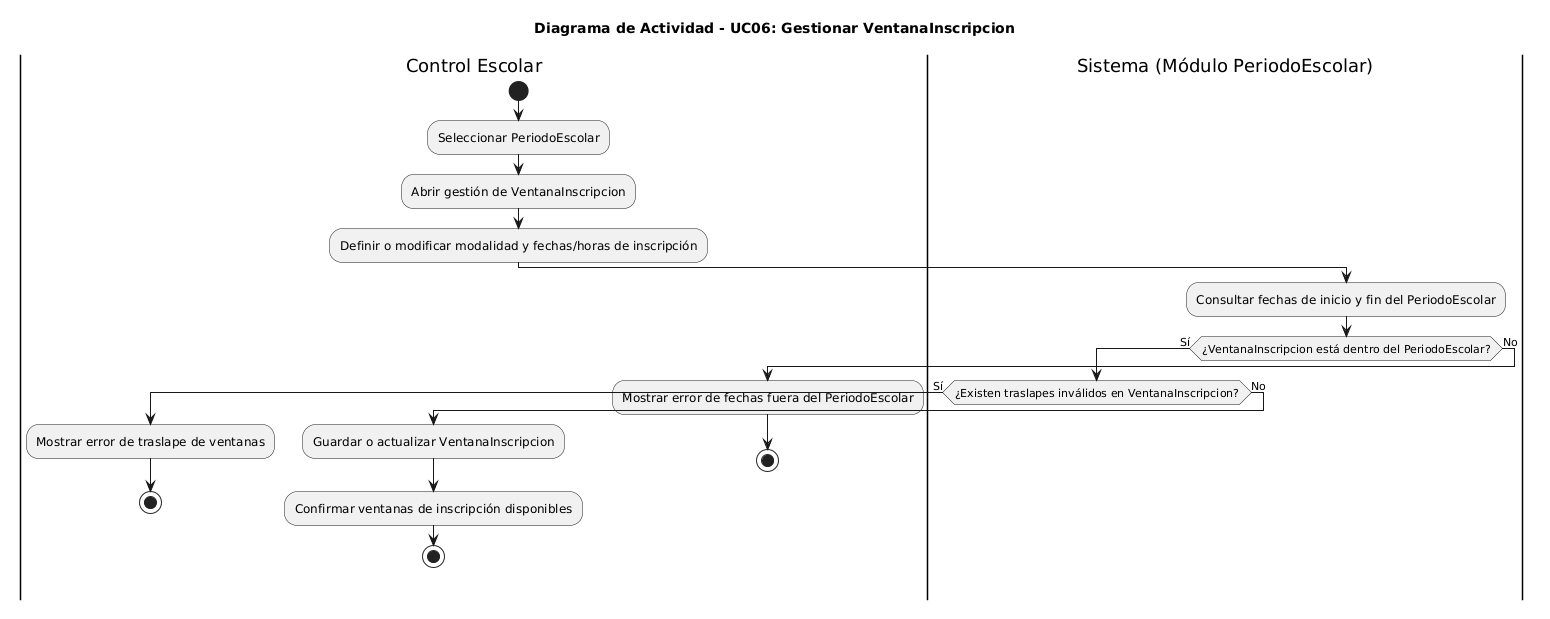 Diagrama de Actividad - UC06: Gestionar VentanaInscripcion
Control Escolar
Sistema (Módulo PeriodoEscolar)
Seleccionar PeriodoEscolar
Abrir gestión de VentanaInscripcion
Definir o modificar modalidad y fechas/horas de inscripción
Consultar fechas de inicio y fin del PeriodoEscolar
Sí
¿VentanaInscripcion está dentro del PeriodoEscolar?
No
Mostrar error de fechas fuera del PeriodoEscolar
Sí
¿Existen traslapes inválidos en VentanaInscripcion?
No
Mostrar error de traslape de ventanas
Guardar o actualizar VentanaInscripcion
Confirmar ventanas de inscripción disponibles